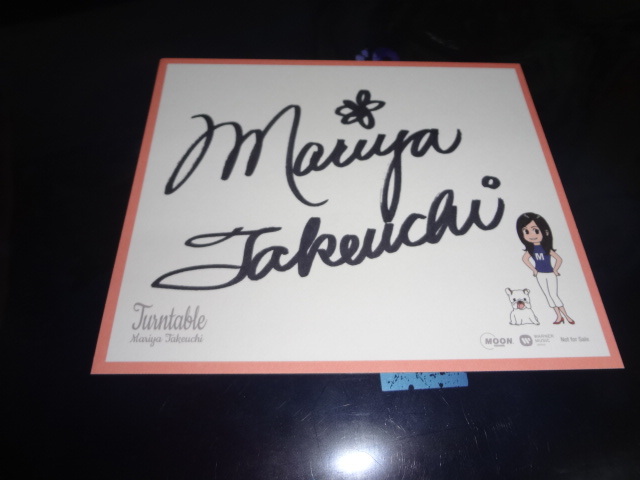 Mariya
Takeuchi
M
Turntable
Mariya Takeuchi
MOON
WARNER MUSIC
Not for Sale